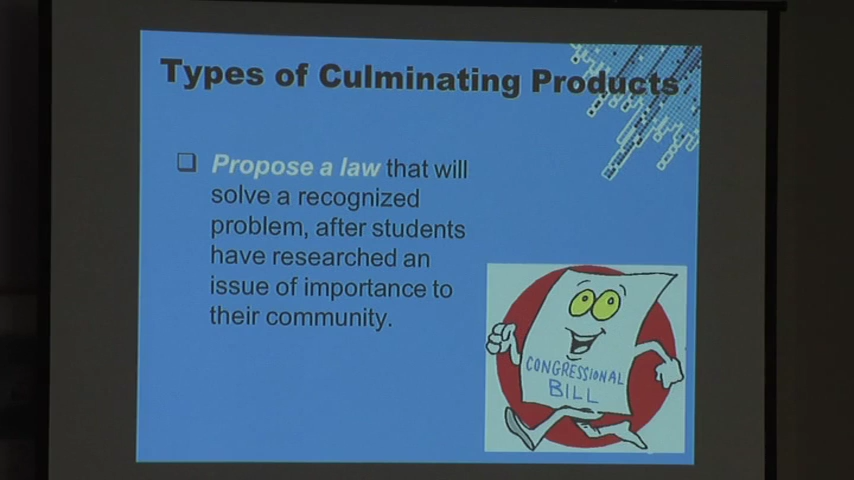 Types of Culminating Products
Propose a law that will
solve a recognized
problem, after students
have researched an
issue of importance to
their community.
CONGRESSIONAL
BILL